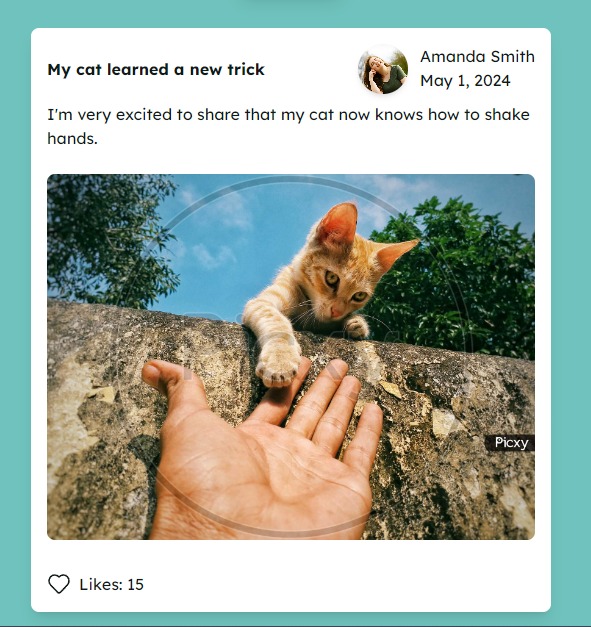 My cat learned a new trick
Amanda Smith
May 1, 2024
I'm very excited to share that my cat now knows how to shake
hands.
Picxy
Likes: 15